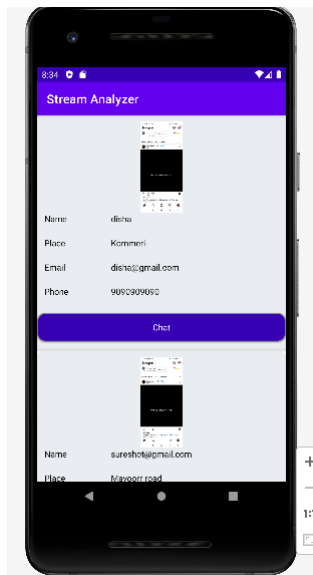 8:34
Stream Analyzer
Name disha
Place Kommeri
Email disha@gmail.com
Phone 9090909090
Chat
Name sureshot@gmail.com
Place Mavoorr road